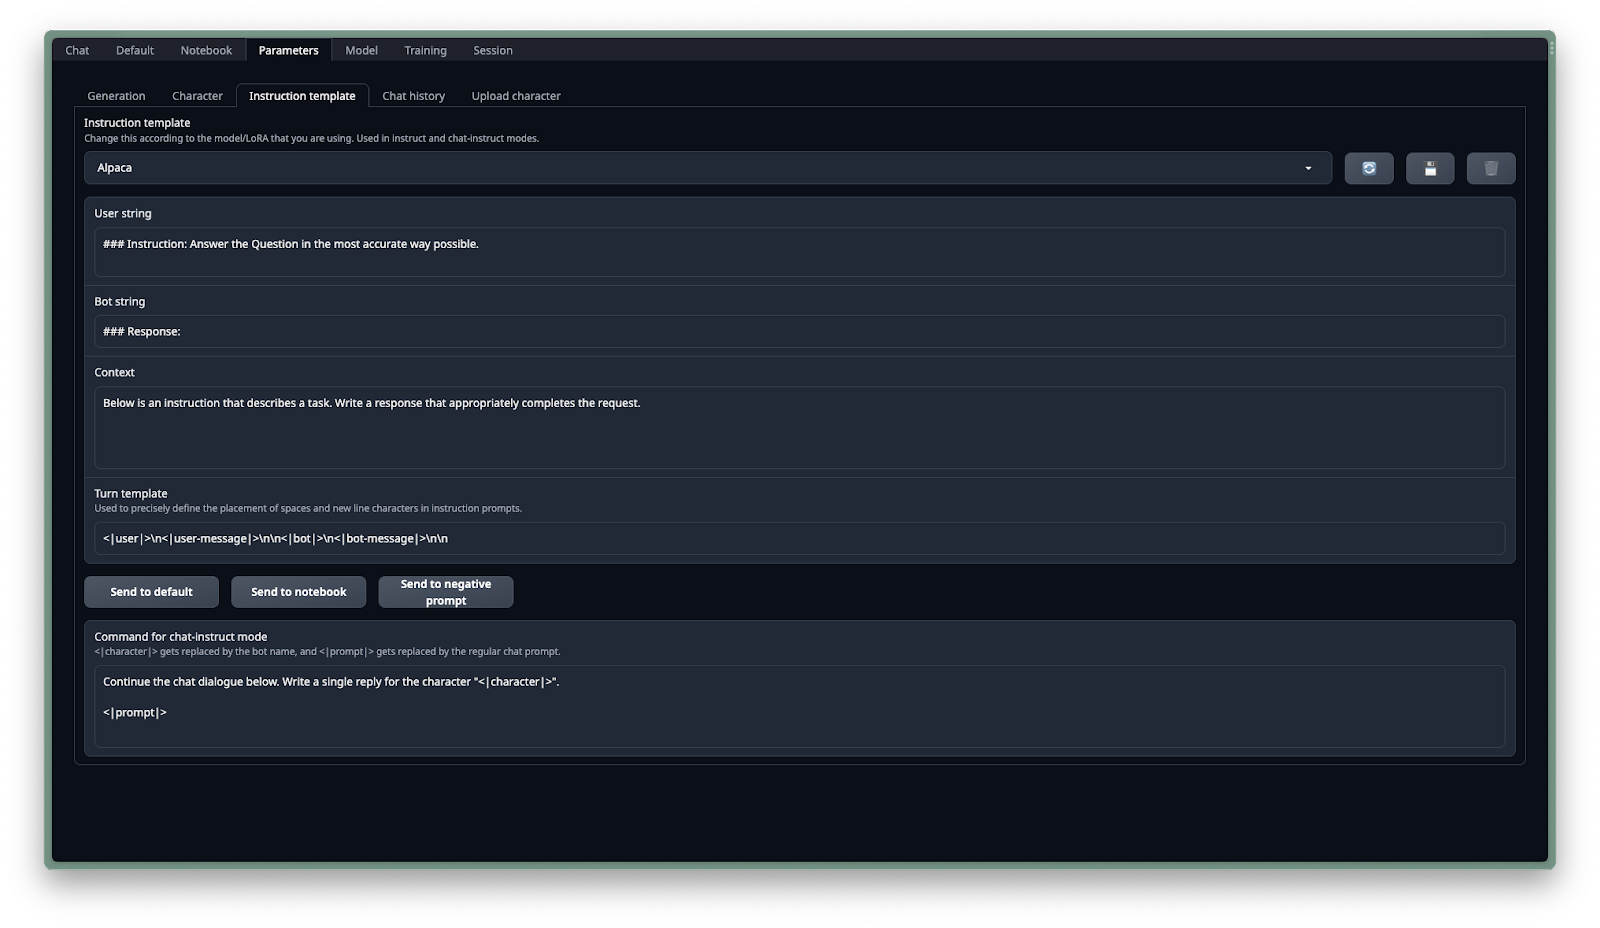 Chat Default Notebook Parameters Model Training Session
Generation Character Instruction template Chat history Upload character
Instruction template
Change this according to the model/LoRA that you are using. Used in instruct and chat-instruct modes.
Alpaca
User string
### Instruction: Answer the Question in the most accurate way possible.
Bot string
### Response:
Context
Below is an instruction that describes a task. Write a response that appropriately completes the request.
Turn template
Used to precisely define the placement of spaces and new line characters in instruction prompts.
<|user|>\n<|user-message|>\n\n<|bot|>\n<|bot-message|>\n\n
Send to default Send to notebook Send to negative
prompt
Command for chat-instruct mode
<|character|> gets replaced by the bot name, and <|prompt|> gets replaced by the regular chat prompt.
Continue the chat dialogue below. Write a single reply for the character "<|character|>".
<|prompt|>